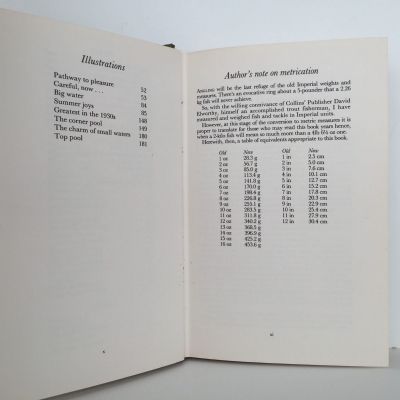 Illustrations
Pathway to pleasure 52
Careful, now . . . 53
Big water 84
Summer joys 85
Greatest in the 1930s 148
The corner pool 149
The charm of small waters 180
Top pool 181
x
Author's note on metrication
ANGLING will be the last refuge of the old Imperial weights and
measures. There's an evocative ring about a 5-pounder that a 2.26
kg fish will never achieve.
So, with the willing connivance of Collins' Publisher David
Elworthy, himself an accomplished trout fisherman, I have
measured and weighed fish and tackle in Imperial units.
However, at this stage of the conversion to metric measures it is
proper to translate for those who may read this book years hence,
when a 2 kilo fish will mean so much more than a 4lb 6½ oz one.
Herewith, then, a table of equivalents appropriate to this book.
Old New Old New
1 oz 28.3 g 1 in 2.5 cm
2 oz 56.7 g 2 in 5.0 cm
3 oz 85.0 g 3 in 7.6 cm
4 oz 113.4 g 4 in 10.1 cm
5 oz 141.8 g 5 in 12.7 cm
6 oz 170.0 g 6 in 15.2 cm
7 oz 198.4 g 7 in 17.8 cm
8 oz 226.8 g 8 in 20.3 cm
9 oz 255.1 g 9 in 22.9 cm
10 oz 283.5 g 10 in 25.4 cm
11 oz 311.8 g 11 in 27.9 cm
12 oz 340.2 g 12 in 30.4 cm
13 oz 368.5 g
14 oz 396.9 g
15 oz 425.2 g
16 oz 453.6 g
xi